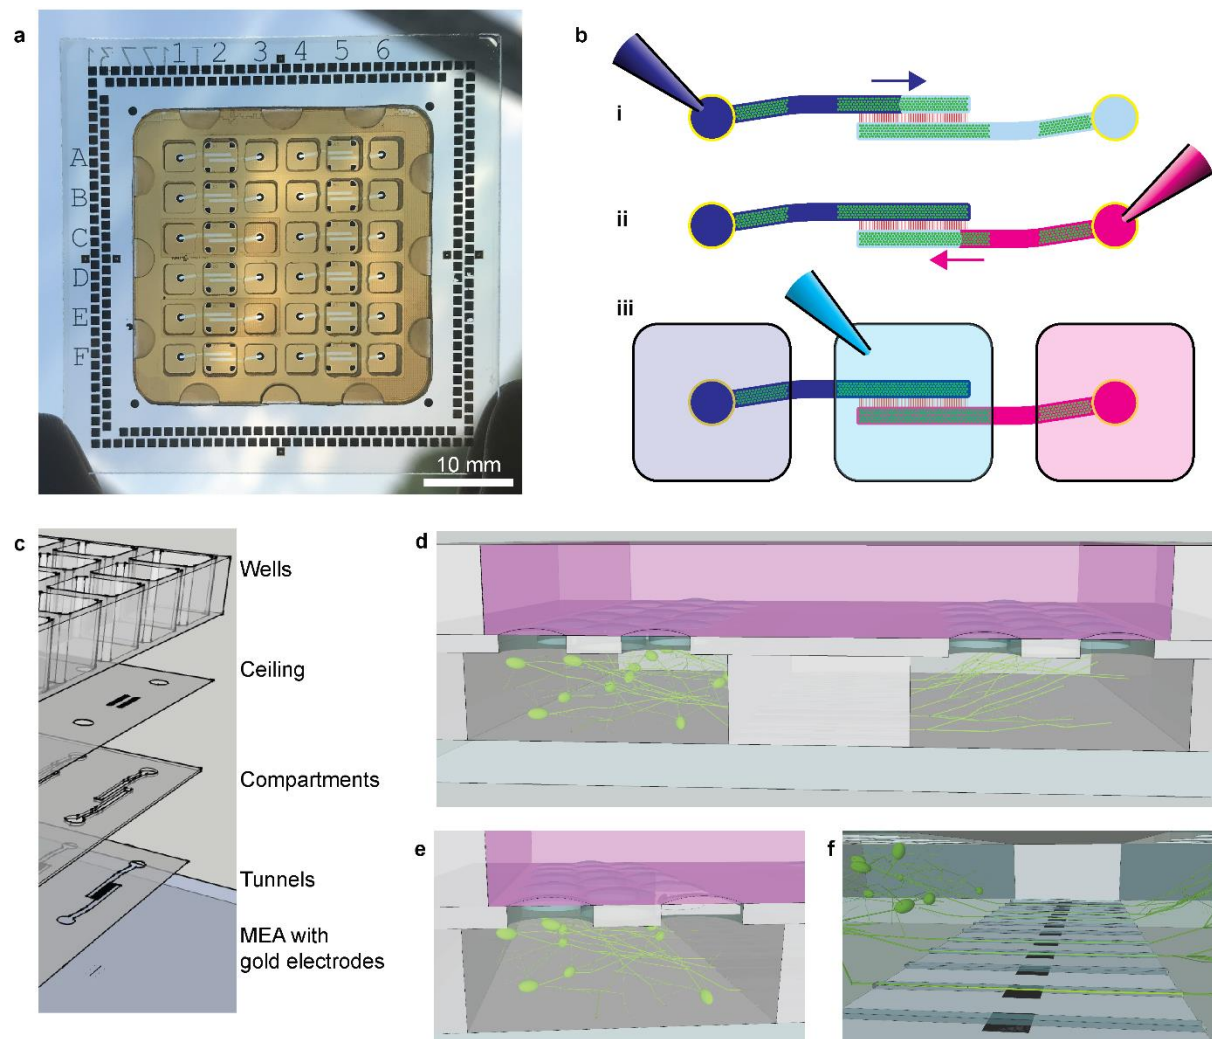 a
1 2 3 4 5 6
A
B
C
D
E
F
10 mm
b
i
ii
iii
c
Wells
Ceiling
Compartments
Tunnels
MEA with
gold electrodes
d
e
f